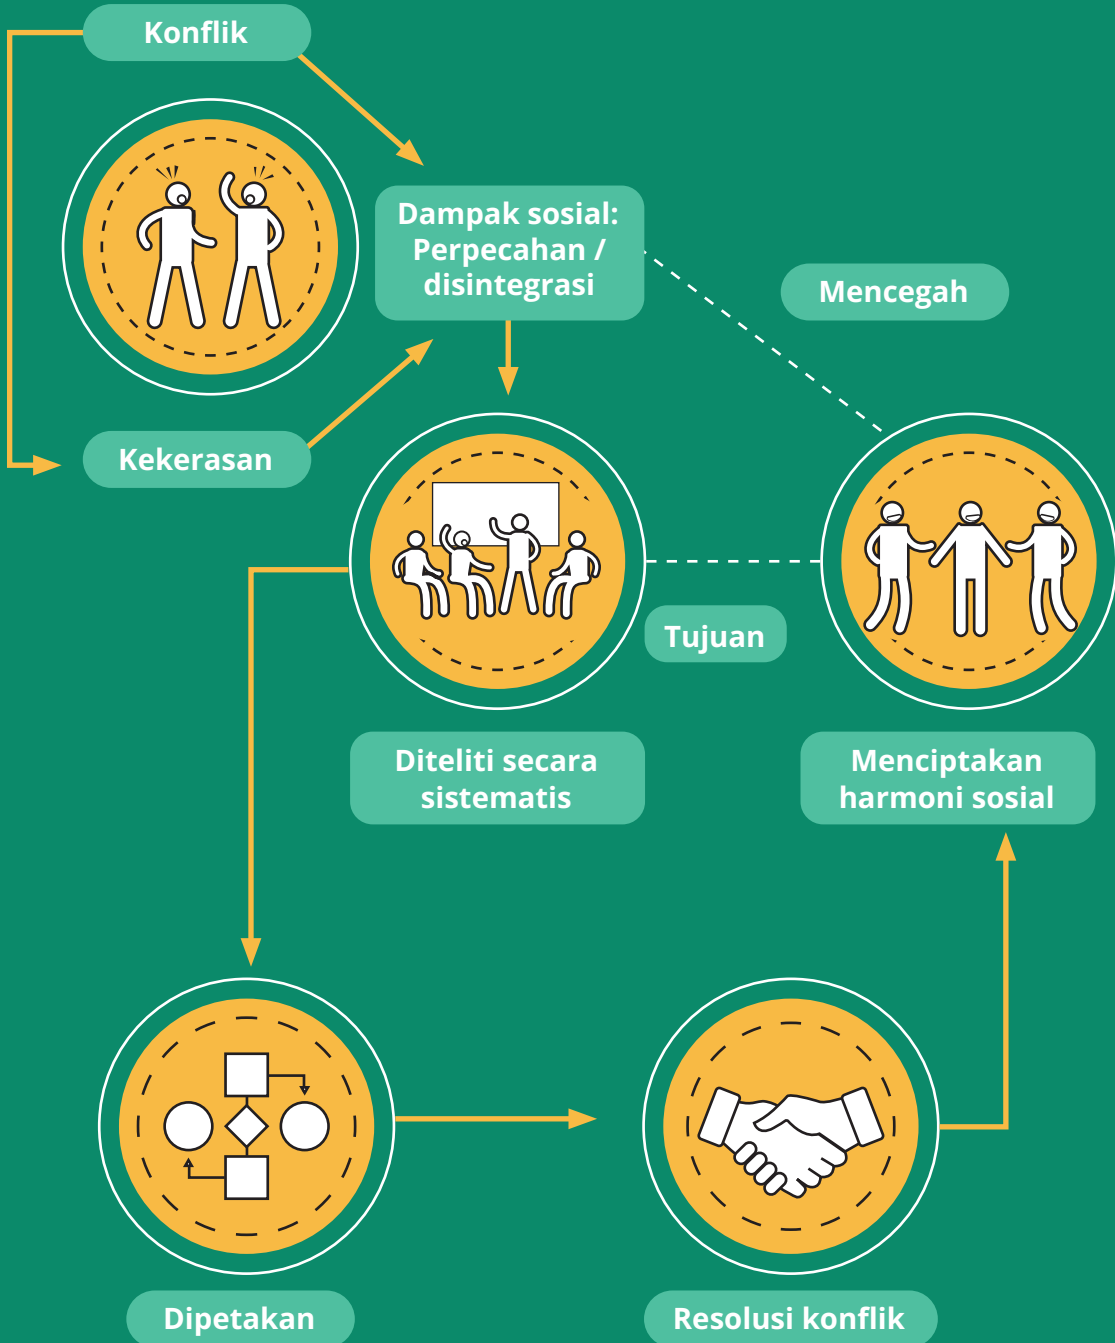 Konflik
Dampak sosial:
Perpecahan /
disintegrasi
Mencegah
Kekerasan
Tujuan
Diteliti secara
sistematis
Menciptakan
harmoni sosial
Dipetakan
Resolusi konflik